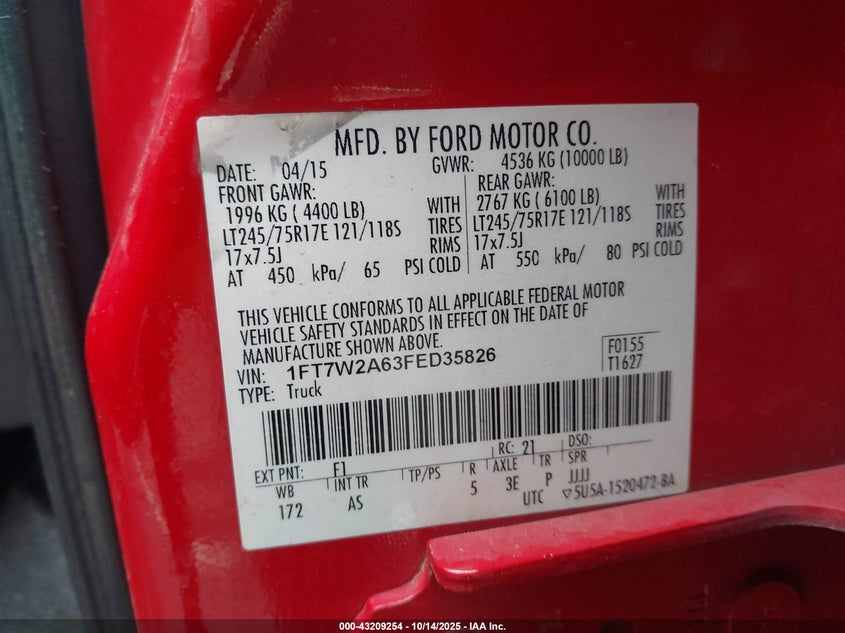 MFD. BY FORD MOTOR CO.
DATE: 04/15 GVWR: 4536 KG (10000 LB)
FRONT GAWR: REAR GAWR:
1996 KG ( 4400 LB) WITH 2767 KG ( 6100 LB) WITH
LT245/75R17E 121/118S TIRES LT245/75R17E 121/118S TIRES
17x7.5J RIMS 17x7.5J RIMS
AT 450 kPa/ 65 PSI COLD AT 550 kPa/ 80 PSI COLD
THIS VEHICLE CONFORMS TO ALL APPLICABLE FEDERAL MOTOR
VEHICLE SAFETY STANDARDS IN EFFECT ON THE DATE OF
MANUFACTURE SHOWN ABOVE.
VIN: 1FT7W2A63FED35826 F0155
TYPE: Truck T1627
EXT PNT: F1 RC: 21 DSO:
WB INT TR TP/PS R AXLE TR SPR
172 AS 5 3E P JJJJ
UTC ▽5U5A-1520472-BA
000-43209254 | 10/14/2025 - IAA Inc.